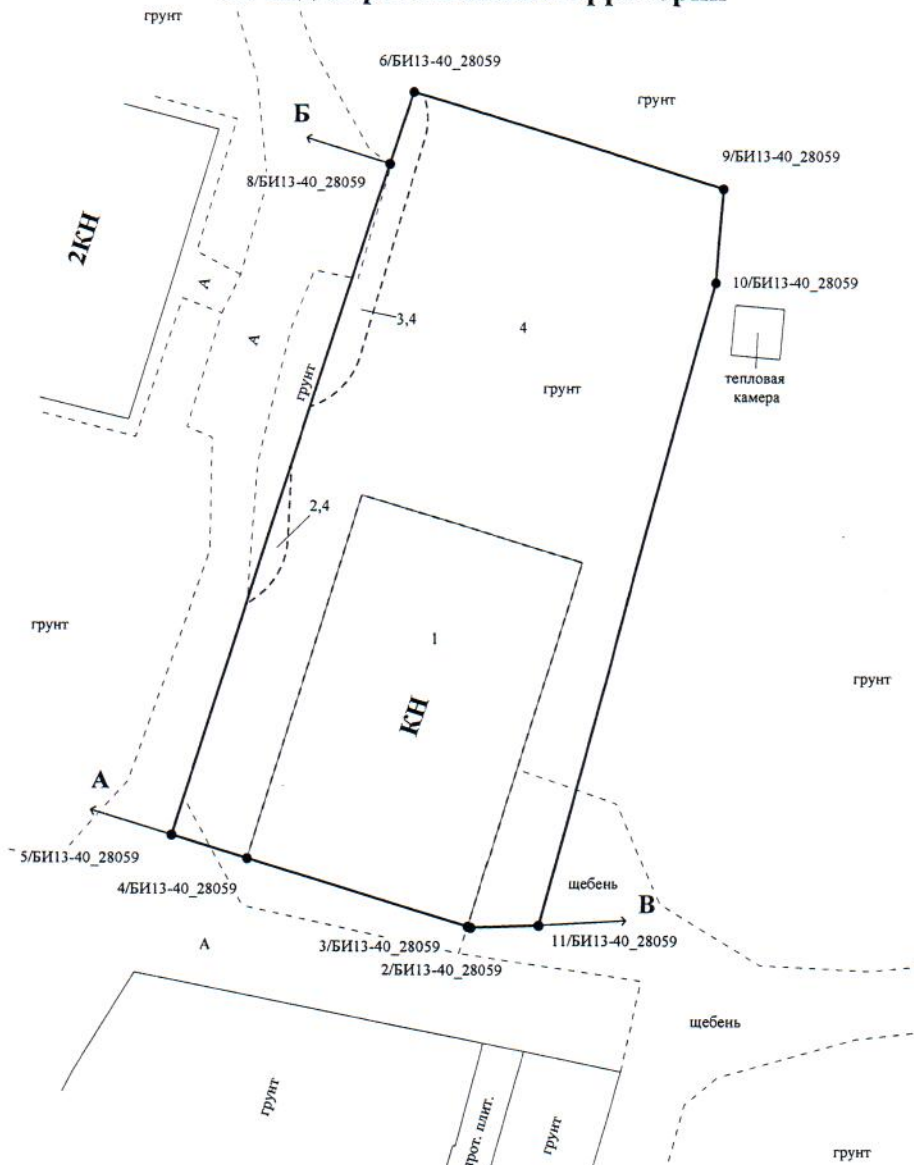 грунт
6/БИ13-40_28059
грунт
Б
9/БИ13-40_28059
8/БИ13-40_28059
2КН
10/БИ13-40_28059
А
3,4
4
А
грунт
грунт
тепловая
камера
2,4
грунт
1
грунт
КН
А
5/БИ13-40_28059
4/БИ13-40_28059
щебень
В
А
3/БИ13-40_28059
11/БИ13-40_28059
2/БИ13-40_28059
щебень
грунт
плит.
грунт
грунт